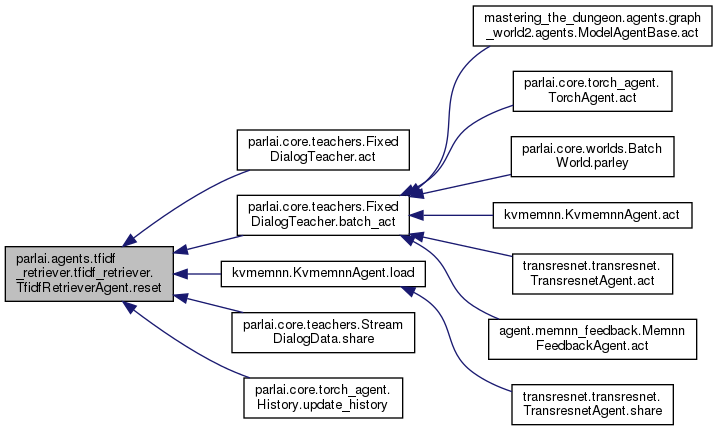 parlai.agents.tfidf
_retriever.tfidf_retriever.
TfidfRetrieverAgent.reset
parlai.core.teachers.Fixed
DialogTeacher.act
parlai.core.teachers.Fixed
DialogTeacher.batch_act
kvmemnn.KvmemnnAgent.load
parlai.core.teachers.Stream
DialogData.share
parlai.core.torch_agent.
History.update_history
mastering_the_dungeon.agents.graph
_world2.agents.ModelAgentBase.act
parlai.core.torch_agent.
TorchAgent.act
parlai.core.worlds.Batch
World.parley
kvmemnn.KvmemnnAgent.act
transresnet.transresnet.
TransresnetAgent.act
agent.memnn_feedback.Memnn
FeedbackAgent.act
transresnet.transresnet.
TransresnetAgent.share